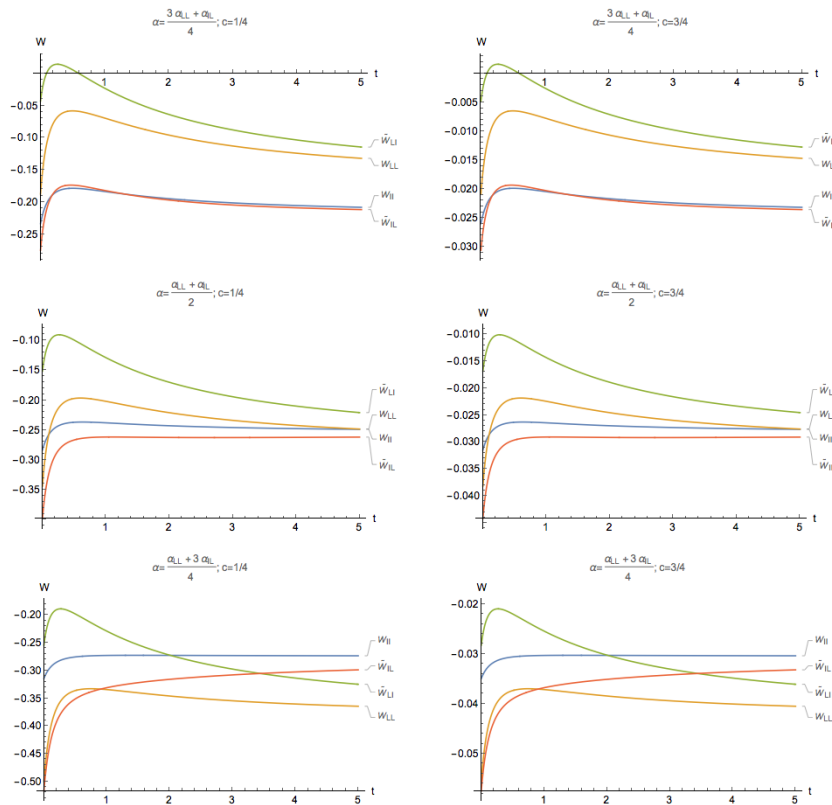 α= (3 α_LL + α_IL)/4 ; c=1/4
W
t
1 2 3 4 5
-0.05
-0.10
-0.15
-0.20
-0.25
w̃_LI
w_LL
w_II
w̃_IL
α= (3 α_LL + α_IL)/4 ; c=3/4
W
t
1 2 3 4 5
-0.005
-0.010
-0.015
-0.020
-0.025
-0.030
α= (α_LL + α_IL)/2 ; c=1/4
W
-0.10
-0.15
-0.20
-0.25
-0.30
-0.35
w̃_LI
w_LL
w_II
w̃_IL
t
1 2 3 4 5
α= (α_LL + α_IL)/2 ; c=3/4
W
-0.010
-0.015
-0.020
-0.025
-0.030
-0.035
-0.040
t
1 2 3 4 5
α= (α_LL + 3 α_IL)/4 ; c=1/4
W
-0.20
-0.25
-0.30
-0.35
-0.40
-0.45
-0.50
w_II
w̃_IL
w̃_LI
w_LL
t
1 2 3 4 5
α= (α_LL + 3 α_IL)/4 ; c=3/4
W
-0.02
-0.03
-0.04
-0.05
w_II
w̃_IL
w̃_LI
w_LL
t
1 2 3 4 5